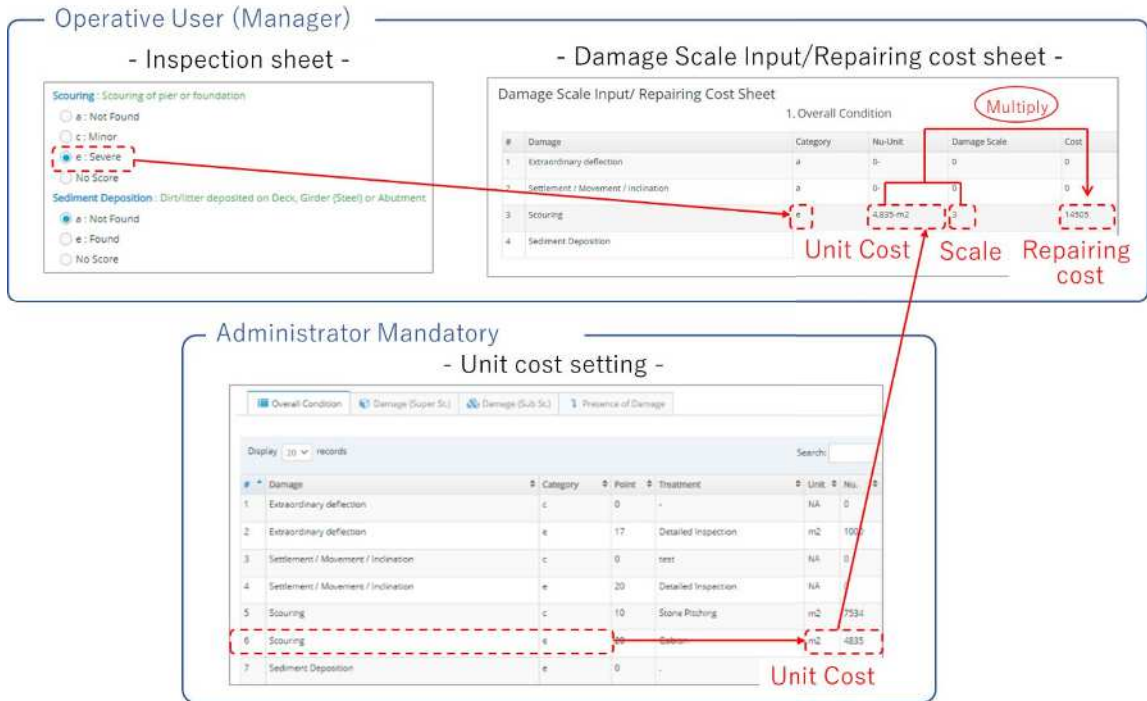 Operative User (Manager)
- Inspection sheet -
Scouring : Scouring of pier or foundation
a : Not Found
c : Minor
e : Severe
No Score
Sediment Deposition : Dirt/litter deposited on Deck, Girder (Steel) or Abutment
a : Not Found
e : Found
No Score
- Damage Scale Input/Repairing cost sheet -
Damage Scale Input/ Repairing Cost Sheet
1. Overall Condition
Multiply
# Damage Category Nu-Unit Damage Scale Cost
1 Extraordinary deflection a 0- 0 0
2 Settlement / Movement / Inclination a 0- 0 0
3 Scouring e 4,835-m2 3 14505
4 Sediment Deposition
Unit Cost Scale Repairing cost
Administrator Mandatory
- Unit cost setting -
Overall Condition Damage (Super St.) Damage (Sub St.) Presence of Damage
Display 20 records Search:
# Damage Category Point Treatment Unit Nu.
1 Extraordinary deflection c 0 - NA 0
2 Extraordinary deflection e 17 Detailed Inspection m2 1000
3 Settlement / Movement / Inclination c 0 test NA 0
4 Settlement / Movement / Inclination e 20 Detailed Inspection NA
5 Scouring c 10 Stone Pitching m2 7534
6 Scouring e m2 4835
7 Sediment Deposition e 0 -
Unit Cost